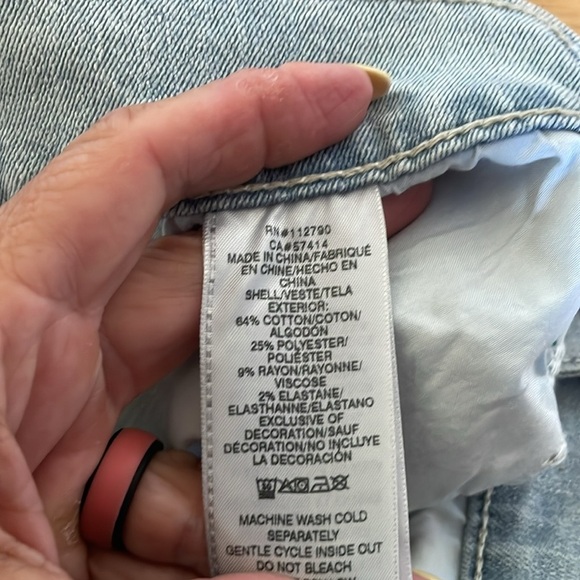 RN#112790
CA#57414
MADE IN CHINA/FABRIQUÉ
EN CHINE/HECHO EN
CHINA
SHELL/VESTE/TELA
EXTERIOR:
64% COTTON/COTON/
ALGODÓN
25% POLYESTER/
POLIÉSTER
9% RAYON/RAYONNE/
VISCOSE
2% ELASTANE/
ELASTHANNE/ELASTANO
EXCLUSIVE OF
DECORATION/SAUF
DÉCORATION/NO INCLUYE
LA DECORACIÓN
MACHINE WASH COLD
SEPARATELY
GENTLE CYCLE INSIDE OUT
DO NOT BLEACH